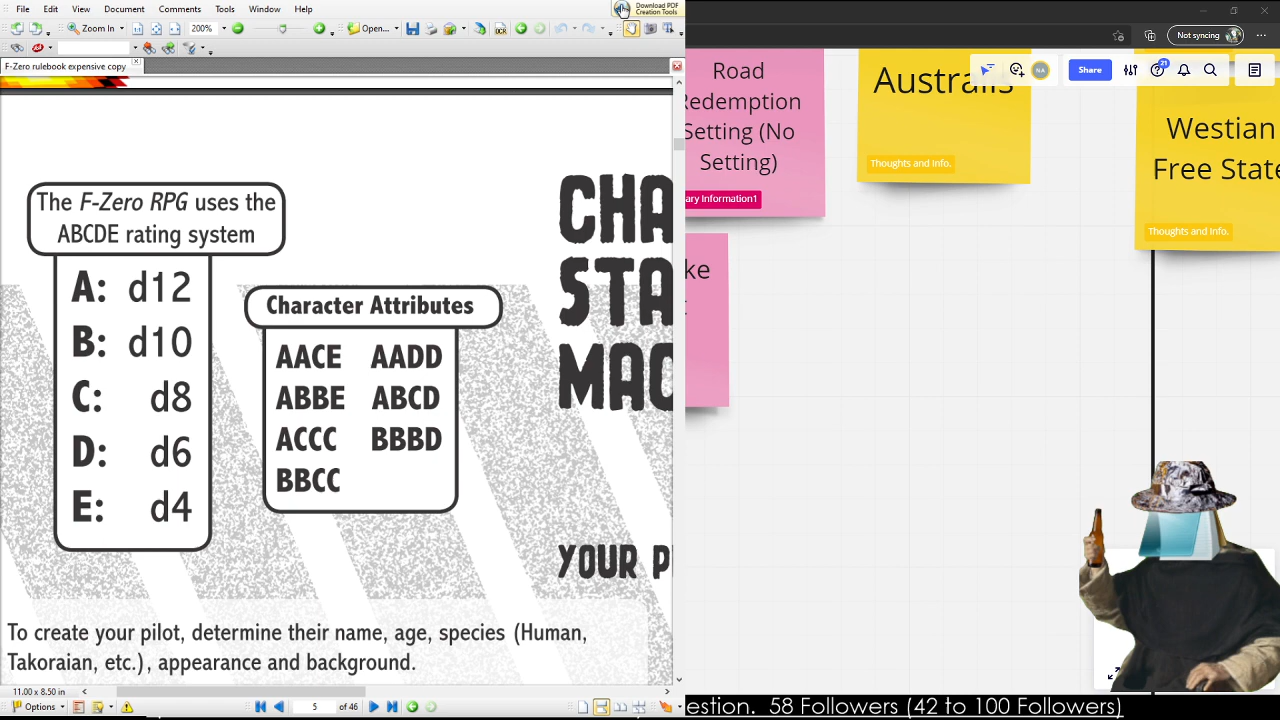 File Edit View Document Comments Tools Window Help
Download PDF
Creation Tools
Zoom In 200% Open... OCR
F-Zero rulebook expensive copy
The F-Zero RPG uses the
ABCDE rating system
A: d12
B: d10
C: d8
D: d6
E: d4
Character Attributes
AACE AADD
ABBE ABCD
ACCC BBBD
BBCC
CHA
STA
MAC
YOUR P
To create your pilot, determine their name, age, species (Human,
Takoraian, etc.), appearance and background.
11.00 x 8.50 in
Options 5 of 46
Not syncing
NA Share 21
Road
Redemption
Setting (No
Setting)
ary Information1
ke
Australis
Thoughts and Info.
Westian
Free State
Thoughts and Info.
estion. 58 Followers (42 to 100 Followers)